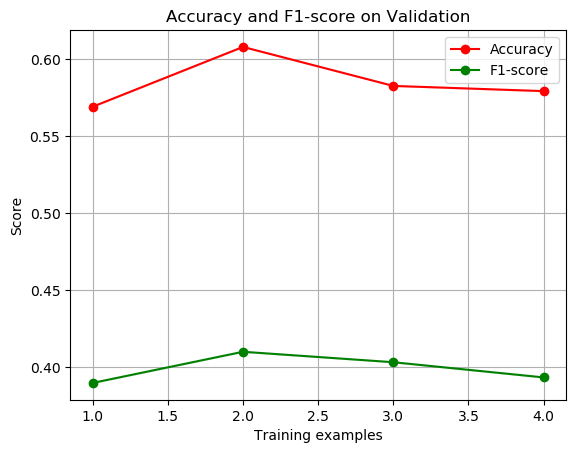 Accuracy and F1-score on Validation
Accuracy
F1-score
0.60
0.55
0.50
0.45
0.40
Score
1.0 1.5 2.0 2.5 3.0 3.5 4.0
Training examples